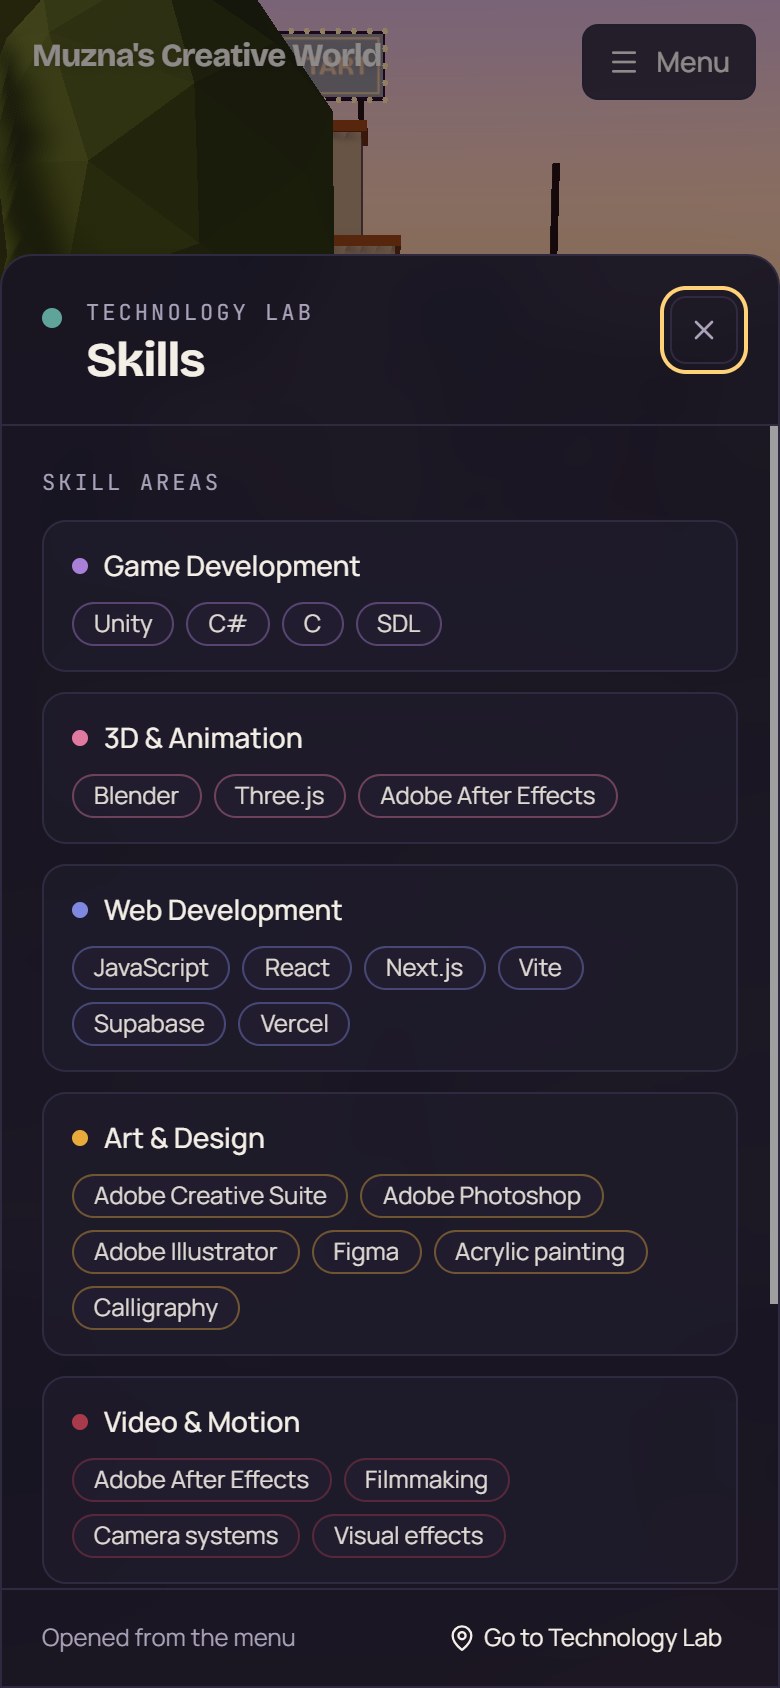 Muzna's Creative World
START
Menu
TECHNOLOGY LAB
Skills
SKILL AREAS
Game Development
Unity C# C SDL
3D & Animation
Blender Three.js Adobe After Effects
Web Development
JavaScript React Next.js Vite
Supabase Vercel
Art & Design
Adobe Creative Suite Adobe Photoshop
Adobe Illustrator Figma Acrylic painting
Calligraphy
Video & Motion
Adobe After Effects Filmmaking
Camera systems Visual effects
Opened from the menu Go to Technology Lab